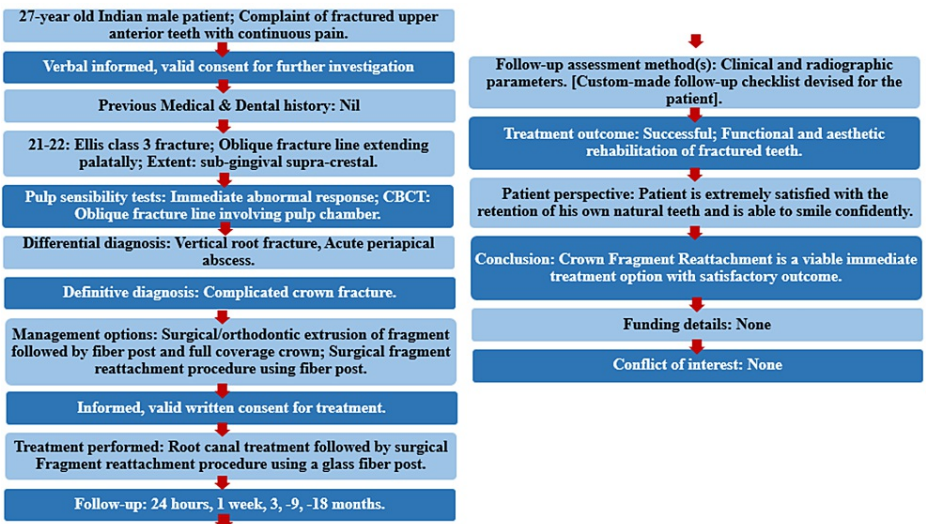 27-year old Indian male patient; Complaint of fractured upper
anterior teeth with continuous pain.
Verbal informed, valid consent for further investigation
Previous Medical & Dental history: Nil
21-22: Ellis class 3 fracture; Oblique fracture line extending
palatally; Extent: sub-gingival supra-crestal.
Pulp sensibility tests: Immediate abnormal response; CBCT:
Oblique fracture line involving pulp chamber.
Differential diagnosis: Vertical root fracture, Acute periapical
abscess.
Definitive diagnosis: Complicated crown fracture.
Management options: Surgical/orthodontic extrusion of fragment
followed by fiber post and full coverage crown; Surgical fragment
reattachment procedure using fiber post.
Informed, valid written consent for treatment.
Treatment performed: Root canal treatment followed by surgical
Fragment reattachment procedure using a glass fiber post.
Follow-up: 24 hours, 1 week, 3, -9, -18 months.
Follow-up assessment method(s): Clinical and radiographic
parameters. [Custom-made follow-up checklist devised for the
patient].
Treatment outcome: Successful; Functional and aesthetic
rehabilitation of fractured teeth.
Patient perspective: Patient is extremely satisfied with the
retention of his own natural teeth and is able to smile confidently.
Conclusion: Crown Fragment Reattachment is a viable immediate
treatment option with satisfactory outcome.
Funding details: None
Conflict of interest: None